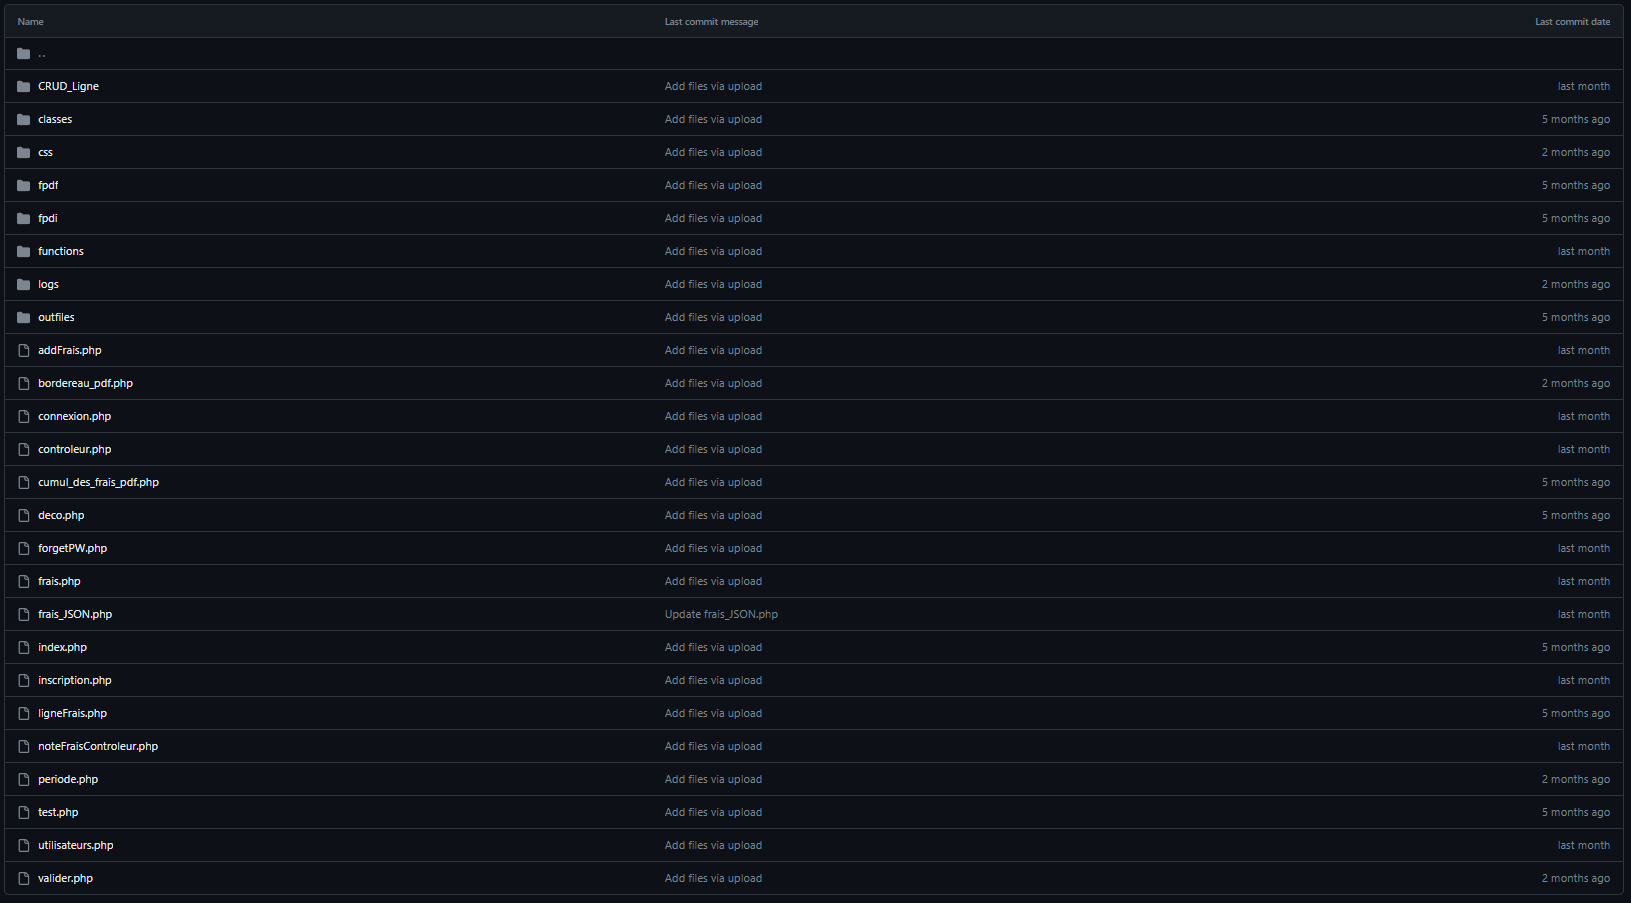 Name Last commit message Last commit date
..
CRUD_Ligne Add files via upload last month
classes Add files via upload 5 months ago
css Add files via upload 2 months ago
fpdf Add files via upload 5 months ago
fpdi Add files via upload 5 months ago
functions Add files via upload last month
logs Add files via upload 2 months ago
outfiles Add files via upload 5 months ago
addFrais.php Add files via upload last month
bordereau_pdf.php Add files via upload 2 months ago
connexion.php Add files via upload last month
controleur.php Add files via upload last month
cumul_des_frais_pdf.php Add files via upload 5 months ago
deco.php Add files via upload 5 months ago
forgetPW.php Add files via upload last month
frais.php Add files via upload last month
frais_JSON.php Update frais_JSON.php last month
index.php Add files via upload 5 months ago
inscription.php Add files via upload last month
ligneFrais.php Add files via upload 5 months ago
noteFraisControleur.php Add files via upload last month
periode.php Add files via upload 2 months ago
test.php Add files via upload 5 months ago
utilisateurs.php Add files via upload last month
valider.php Add files via upload 2 months ago